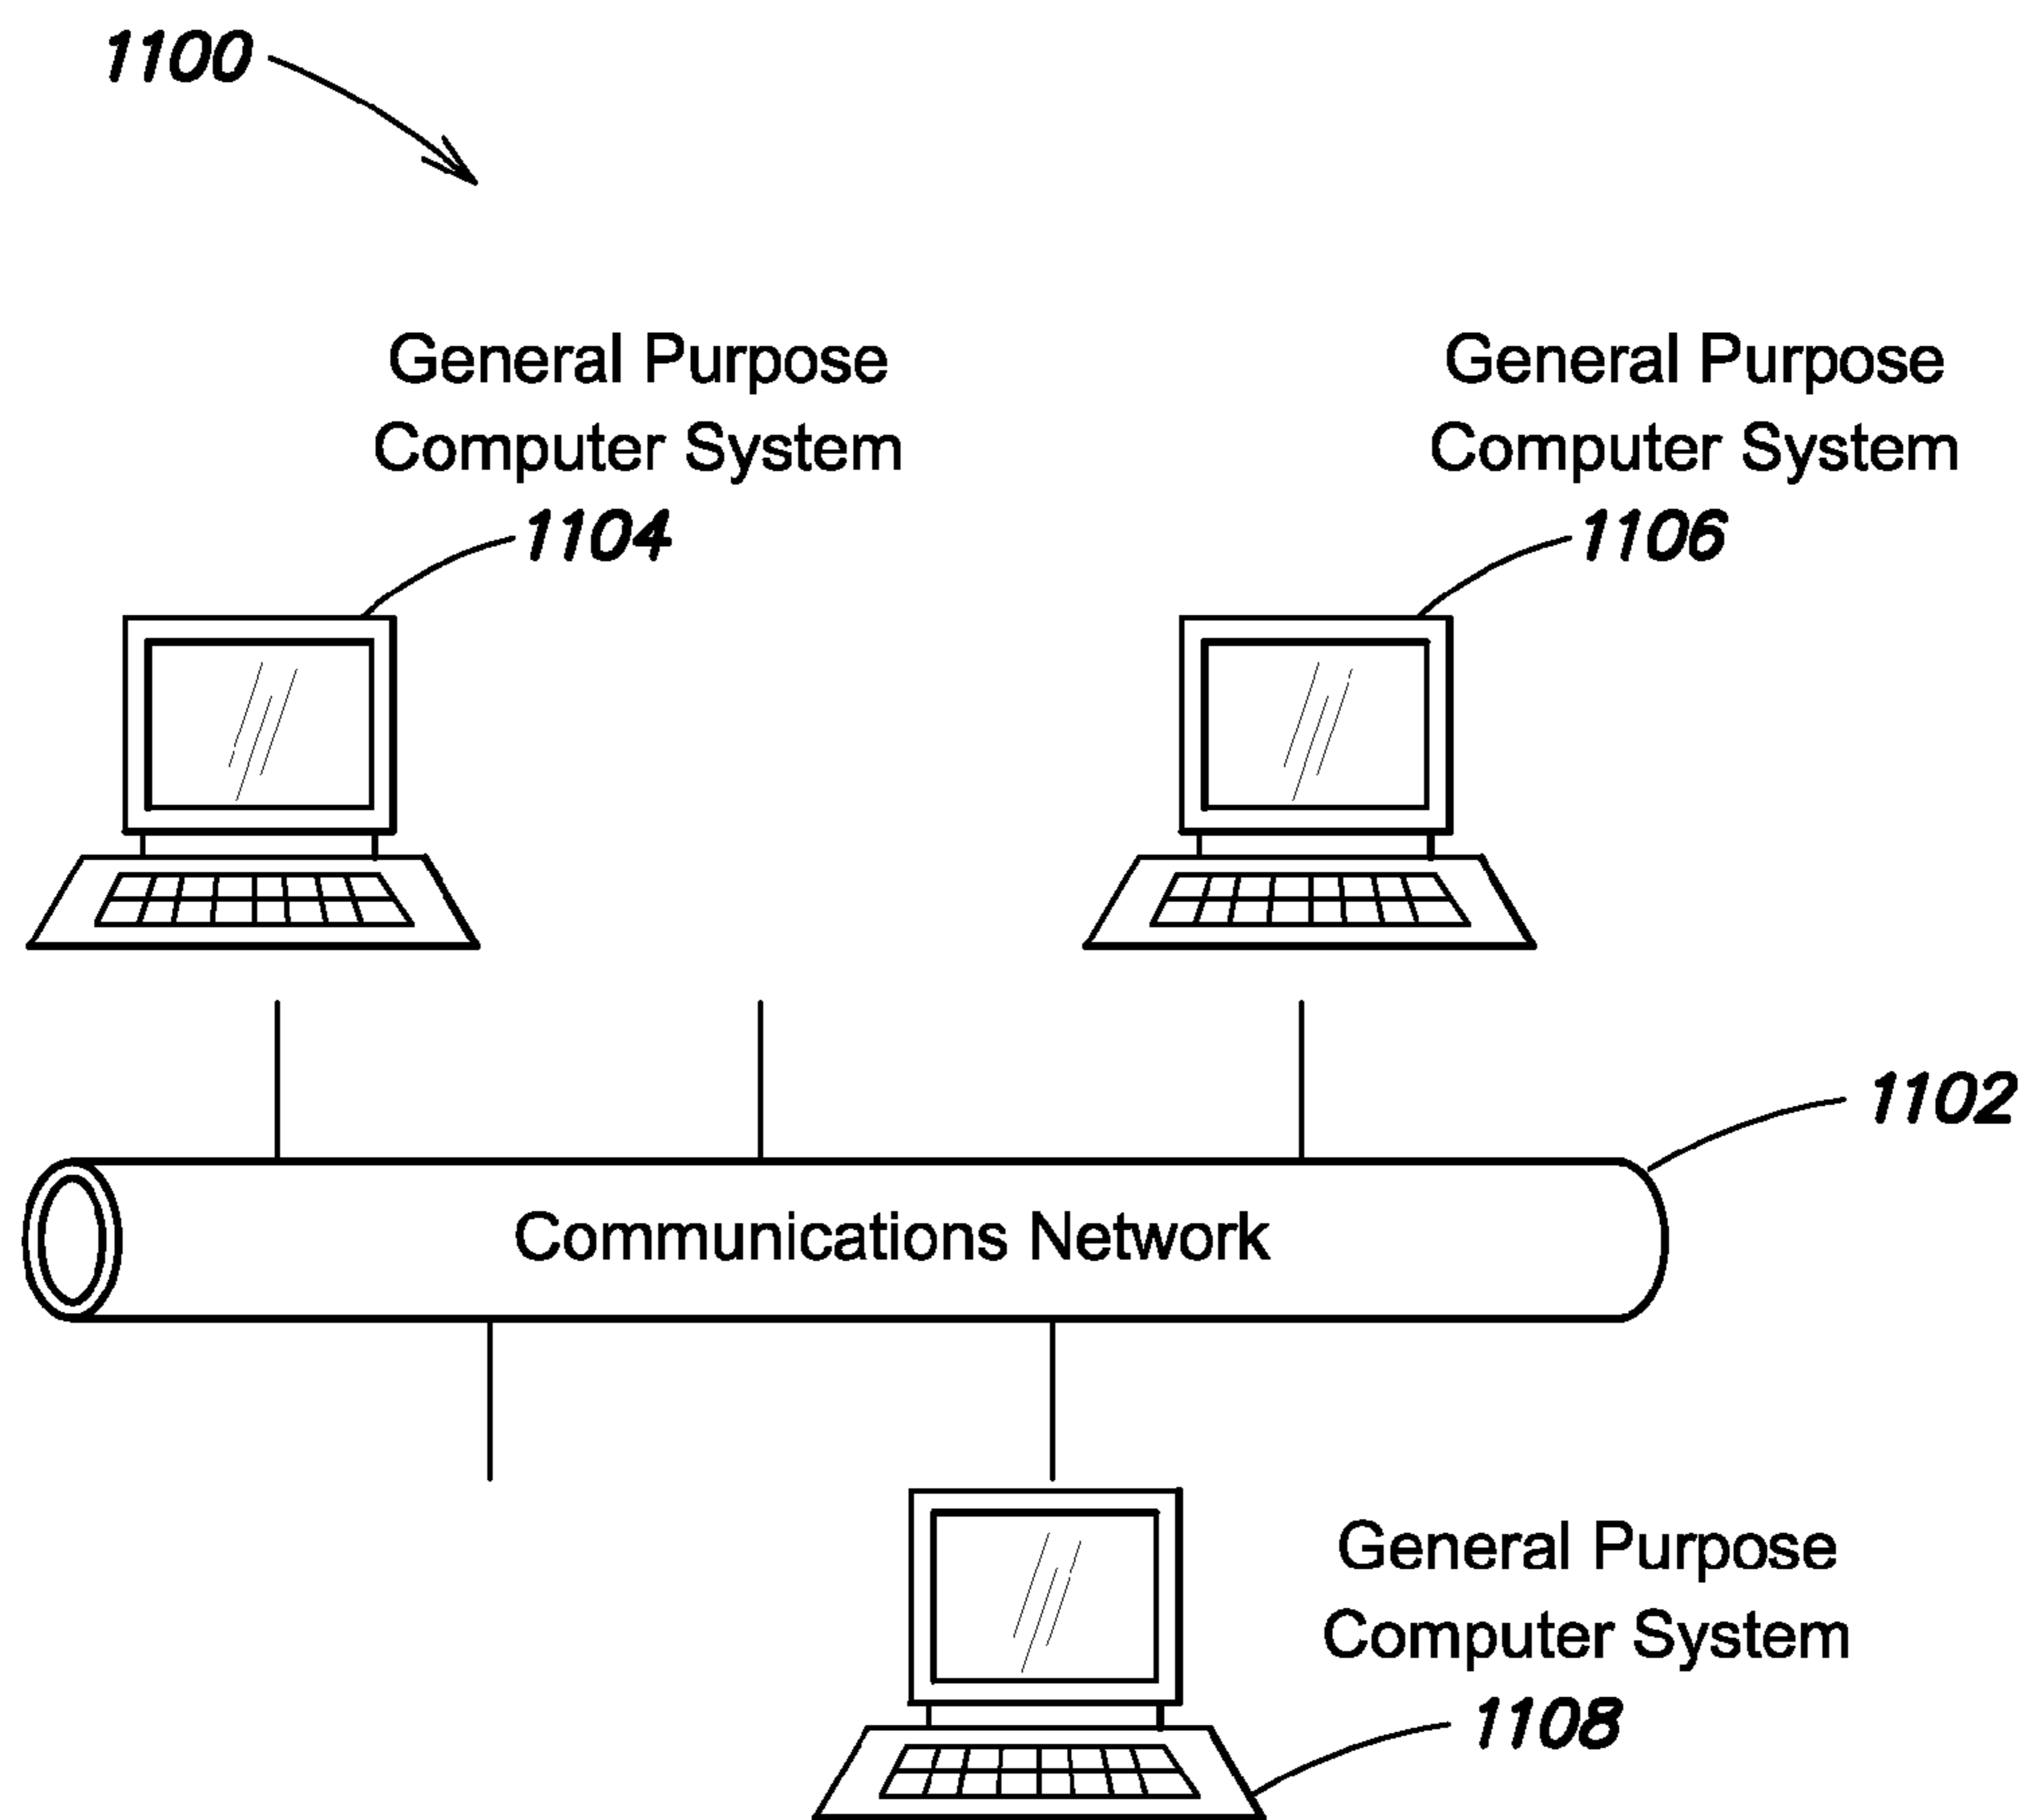 1100
General Purpose
Computer System
1104
General Purpose
Computer System
1106
1102
Communications Network
General Purpose
Computer System
1108